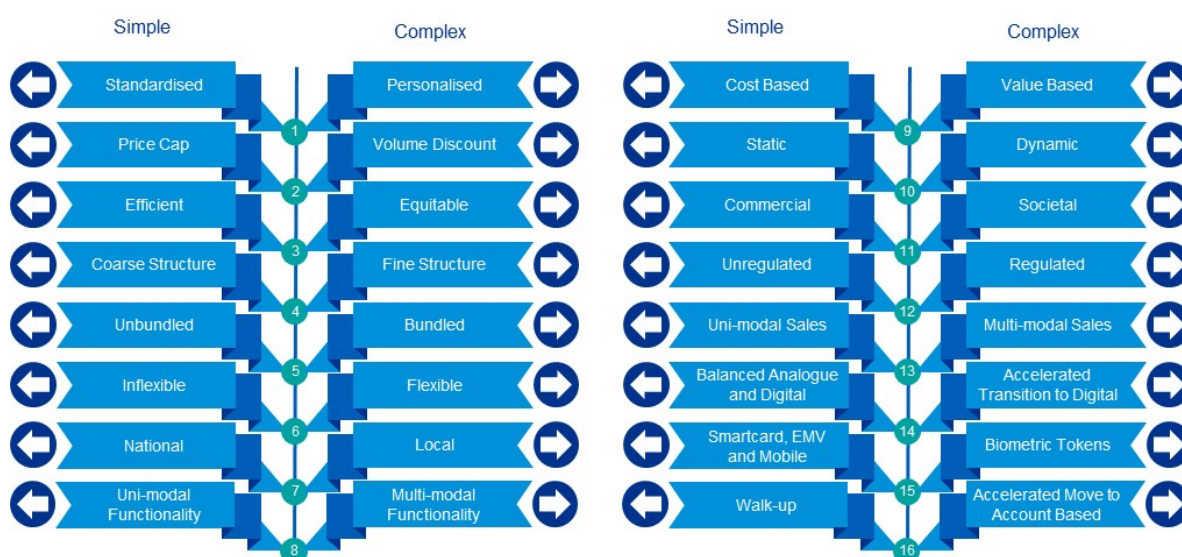 Simple
Complex
Standardised
Personalised
1
Price Cap
Volume Discount
2
Efficient
Equitable
3
Coarse Structure
Fine Structure
4
Unbundled
Bundled
5
Inflexible
Flexible
6
National
Local
7
Uni-modal
Functionality
Multi-modal
Functionality
8
Simple
Complex
Cost Based
Value Based
9
Static
Dynamic
10
Commercial
Societal
11
Unregulated
Regulated
12
Uni-modal Sales
Multi-modal Sales
13
Balanced Analogue
and Digital
Accelerated
Transition to Digital
14
Smartcard, EMV
and Mobile
Biometric Tokens
15
Walk-up
Accelerated Move to
Account Based
16